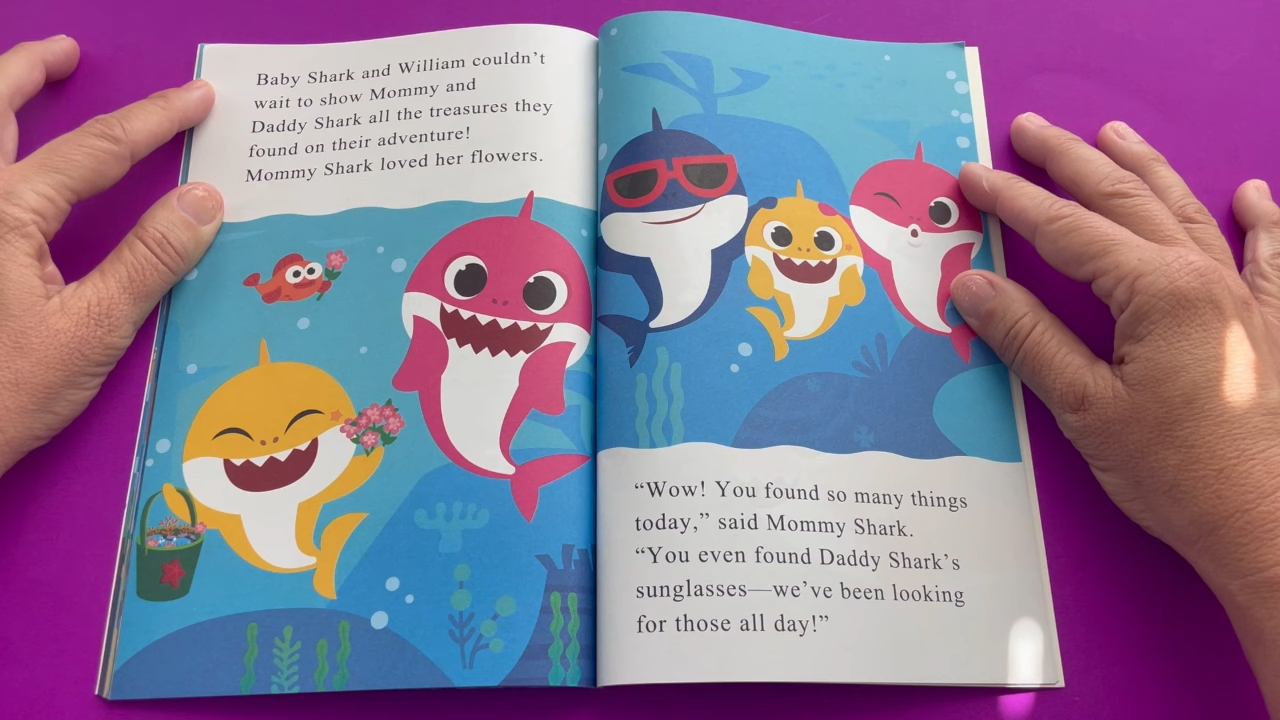 Baby Shark and William couldn’t
wait to show Mommy and
Daddy Shark all the treasures they
found on their adventure!
Mommy Shark loved her flowers.
“Wow! You found so many things
today,” said Mommy Shark.
“You even found Daddy Shark’s
sunglasses—we’ve been looking
for those all day!”